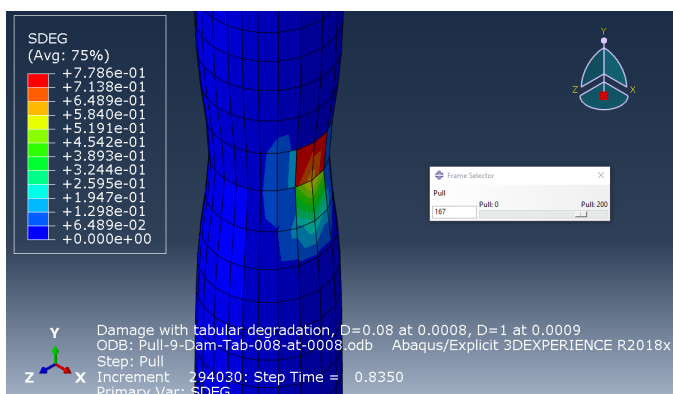 SDEG
(Avg: 75%)
+7.786e-01
+7.138e-01
+6.489e-01
+5.840e-01
+5.191e-01
+4.542e-01
+3.893e-01
+3.244e-01
+2.595e-01
+1.947e-01
+1.298e-01
+6.489e-02
+0.000e+00
Y
Z
X
Frame Selector
Pull
167
Pull: 0
Pull: 200
Y
Z
X
Damage with tabular degradation, D=0.08 at 0.0008, D=1 at 0.0009
ODB: Pull-9-Dam-Tab-008-at-0008.odb Abaqus/Explicit 3DEXPERIENCE R2018x
Step: Pull
Increment 294030: Step Time = 0.8350
Primary Var: SDEG